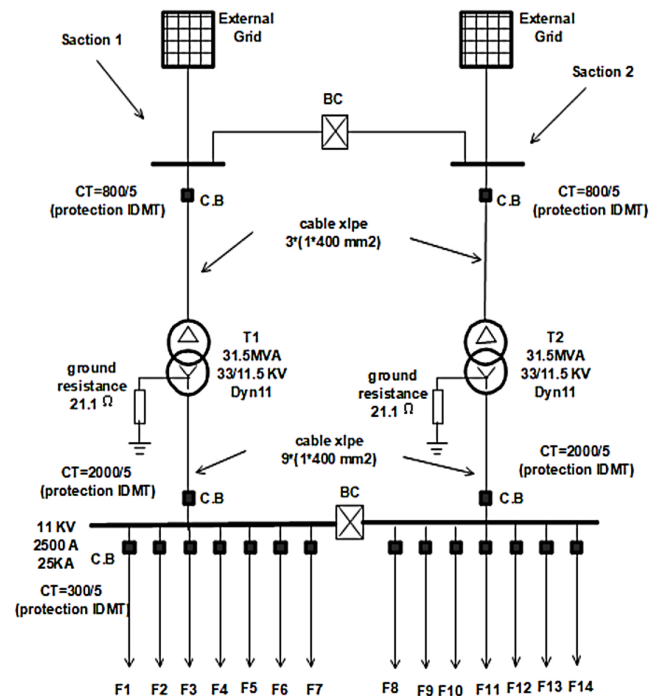 External
Grid
External
Grid
Saction 1
Saction 2
BC
CT=800/5
(protection IDMT)
C.B
CT=800/5
(protection IDMT)
C.B
cable xlpe
3*(1*400 mm2)
T1
31.5MVA
33/11.5 KV
Dyn11
T2
31.5MVA
33/11.5 KV
Dyn11
ground
resistance
21.1 Ω
ground
resistance
21.1 Ω
cable xlpe
9*(1*400 mm2)
CT=2000/5
(protection IDMT)
C.B
CT=2000/5
(protection IDMT)
C.B
BC
11 KV
2500 A
25KA
C.B
CT=300/5
(protection IDMT)
F1 F2 F3 F4 F5 F6 F7 F8 F9 F10 F11 F12 F13 F14